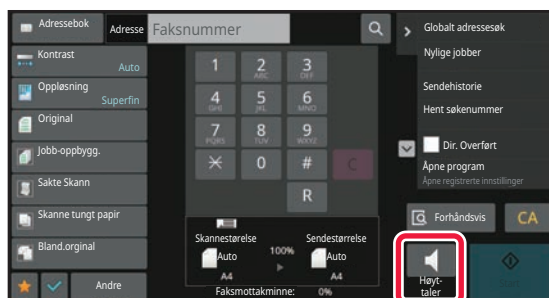 Adressebok
Adresse
Faksnummer
Kontrast
Auto
Oppløsning
Superfin
Original
Jobb-oppbygg.
Sakte Skann
Skanne tungt papir
Bland.orginal
Andre
1
2
ABC
3
DEF
4
GHI
5
JKL
6
MNO
7
PQRS
8
TUV
9
WXYZ
0
#
C
R
Skannestørelse
Auto
A4
100%
Sendestørrelse
Auto
A4
Faksmottakminne: 0%
Globalt adressesøk
Nylige jobber
Sendehistorie
Hent søkenummer
Dir. Overført
Åpne program
Åpne registrerte innstillinger
Forhåndsvis
CA
Høyt-
taler
Start